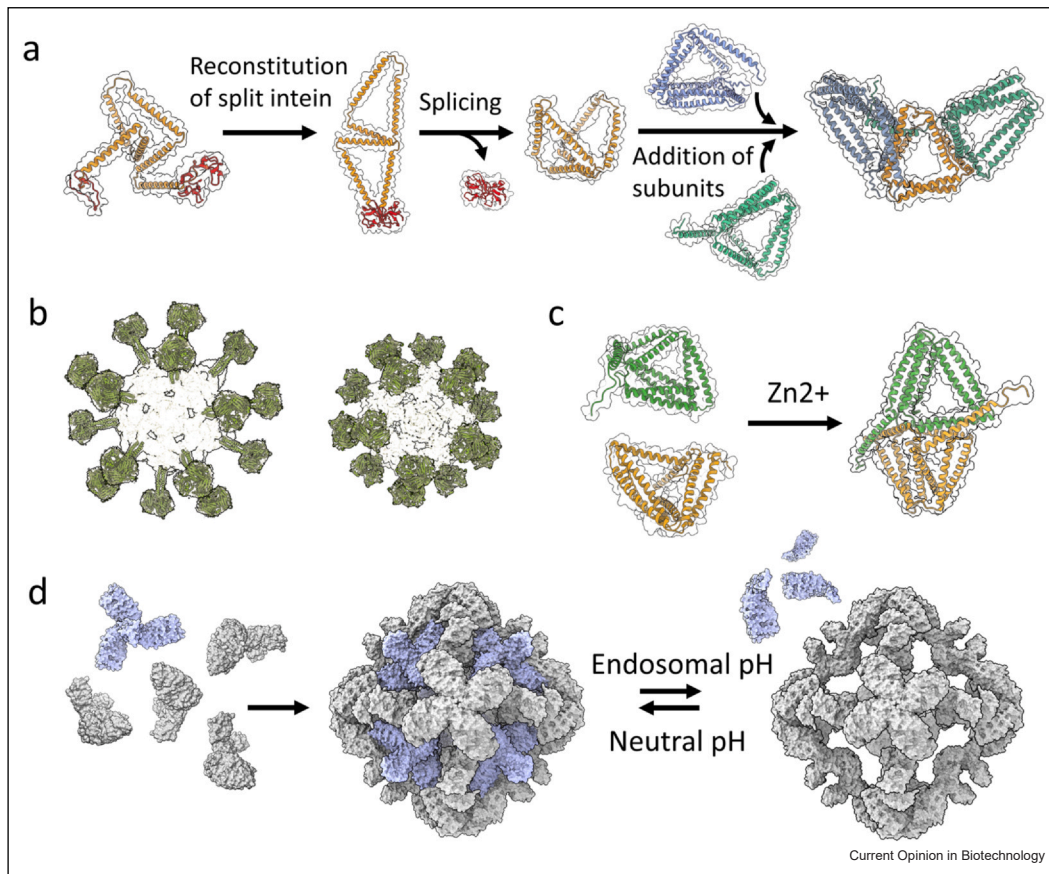 a
Reconstitution
of split intein
Splicing
Addition of
subunits
b
c
Zn2+
d
Endosomal pH
Neutral pH
Current Opinion in Biotechnology